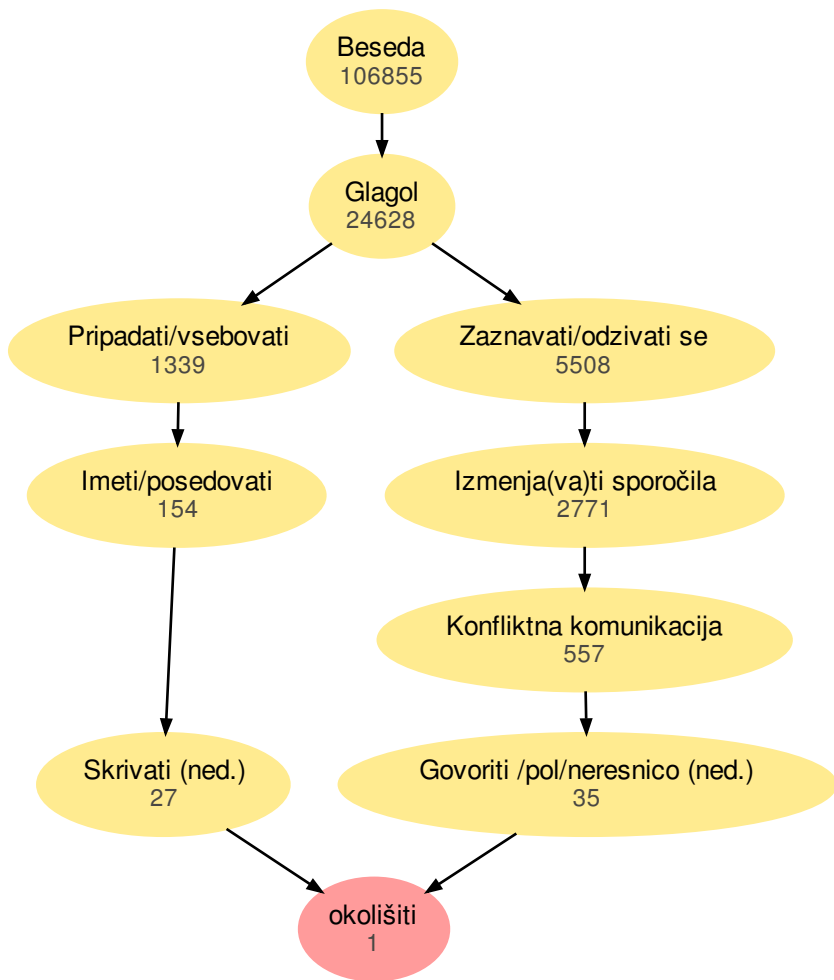 Beseda
106855
Glagol
24628
Pripadati/vsebovati
1339
Zaznavati/odzivati se
5508
Imeti/posedovati
154
Izmenja(va)ti sporočila
2771
Konfliktna komunikacija
557
Skrivati (ned.)
27
Govoriti /pol/neresnico (ned.)
35
okolišiti
1